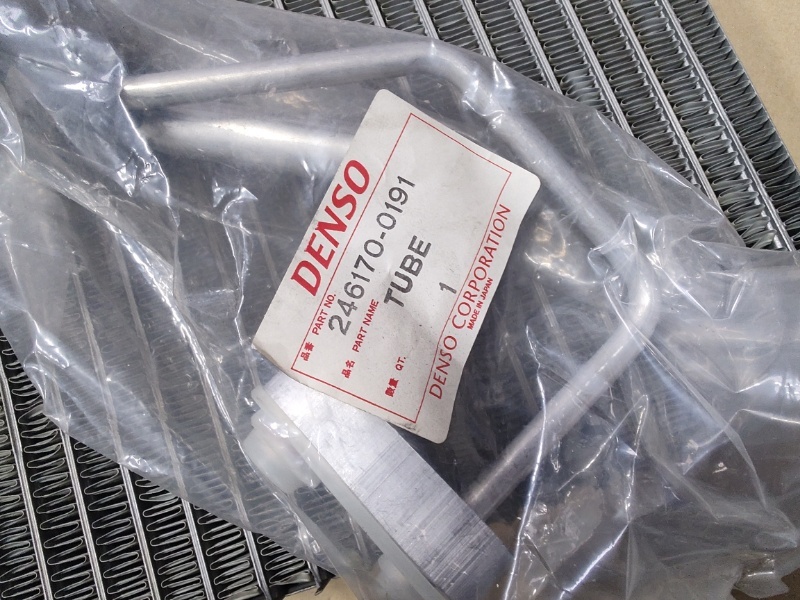 DENSO
品番 PART NO.
246170-0191
品名 PART NAME
TUBE
数量 QT. 1
DENSO CORPORATION
MADE IN JAPAN